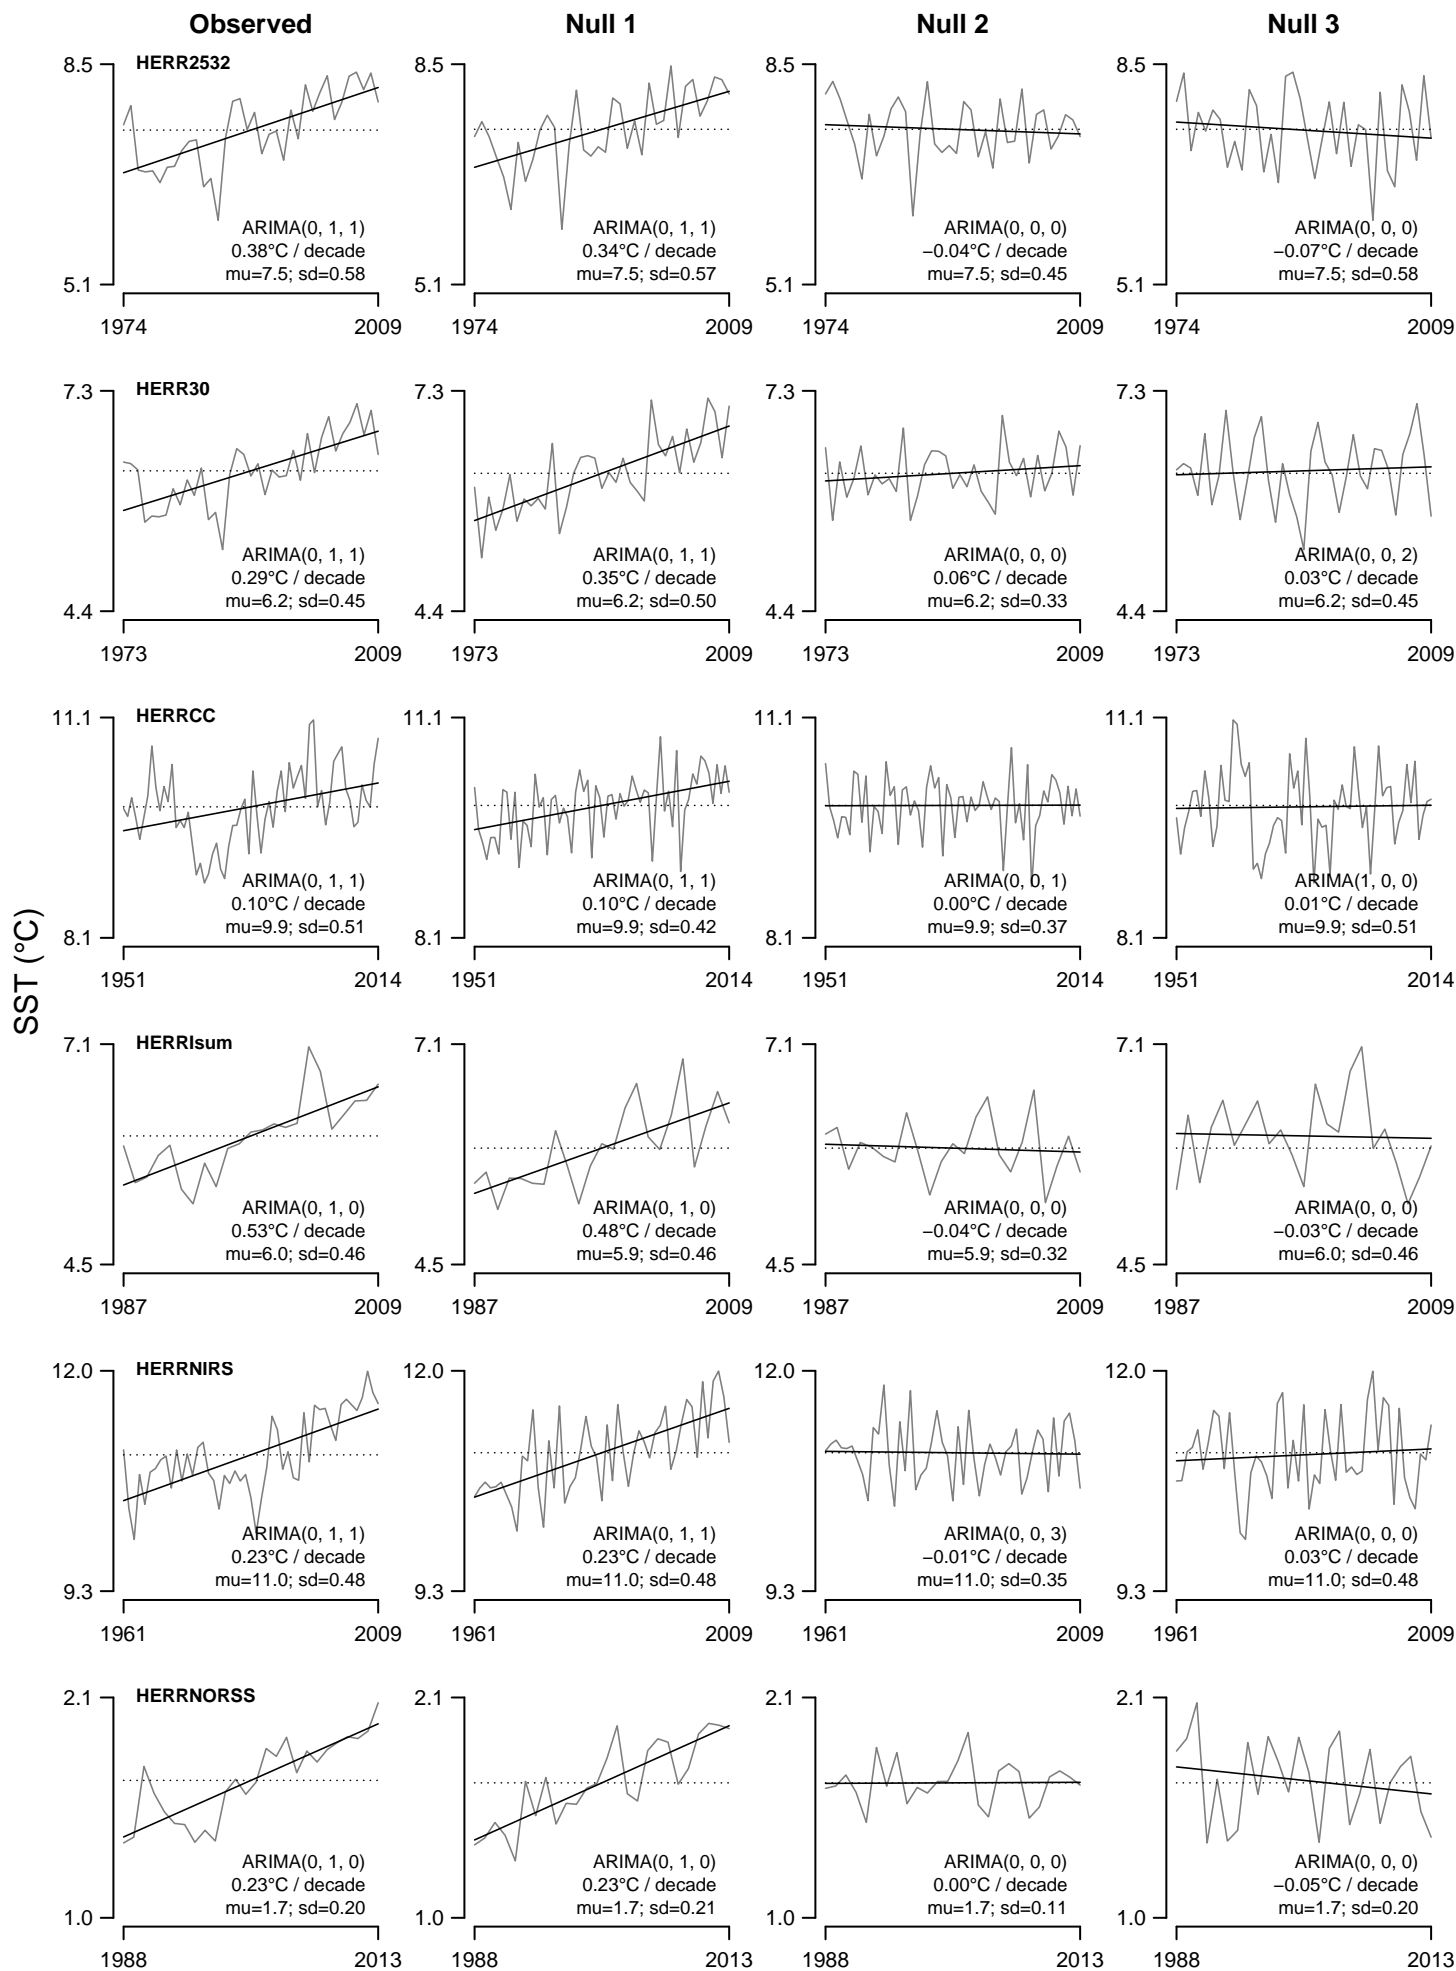 Observed Null 1 Null 2 Null 3
SST (°C)
HERR2532
8.5 8.5 8.5 8.5
ARIMA(0, 1, 1) ARIMA(0, 1, 1) ARIMA(0, 0, 0) ARIMA(0, 0, 0)
0.38°C / decade 0.34°C / decade −0.04°C / decade −0.07°C / decade
mu=7.5; sd=0.58 mu=7.5; sd=0.57 mu=7.5; sd=0.45 mu=7.5; sd=0.58
5.1 5.1 5.1 5.1
1974 2009 1974 2009 1974 2009 1974 2009
HERR30
7.3 7.3 7.3 7.3
ARIMA(0, 1, 1) ARIMA(0, 1, 1) ARIMA(0, 0, 0) ARIMA(0, 0, 2)
0.29°C / decade 0.35°C / decade 0.06°C / decade 0.03°C / decade
mu=6.2; sd=0.45 mu=6.2; sd=0.50 mu=6.2; sd=0.33 mu=6.2; sd=0.45
4.4 4.4 4.4 4.4
1973 2009 1973 2009 1973 2009 1973 2009
HERRCC
11.1 11.1 11.1 11.1
ARIMA(0, 1, 1) ARIMA(0, 1, 1) ARIMA(0, 0, 1) ARIMA(1, 0, 0)
0.10°C / decade 0.10°C / decade 0.00°C / decade 0.01°C / decade
mu=9.9; sd=0.51 mu=9.9; sd=0.42 mu=9.9; sd=0.37 mu=9.9; sd=0.51
8.1 8.1 8.1 8.1
1951 2014 1951 2014 1951 2014 1951 2014
HERRIsum
7.1 7.1 7.1 7.1
ARIMA(0, 1, 0) ARIMA(0, 1, 0) ARIMA(0, 0, 0) ARIMA(0, 0, 0)
0.53°C / decade 0.48°C / decade −0.04°C / decade −0.03°C / decade
mu=6.0; sd=0.46 mu=5.9; sd=0.46 mu=5.9; sd=0.32 mu=6.0; sd=0.46
4.5 4.5 4.5 4.5
1987 2009 1987 2009 1987 2009 1987 2009
HERRNIRS
12.0 12.0 12.0 12.0
ARIMA(0, 1, 1) ARIMA(0, 1, 1) ARIMA(0, 0, 3) ARIMA(0, 0, 0)
0.23°C / decade 0.23°C / decade −0.01°C / decade 0.03°C / decade
mu=11.0; sd=0.48 mu=11.0; sd=0.48 mu=11.0; sd=0.35 mu=11.0; sd=0.48
9.3 9.3 9.3 9.3
1961 2009 1961 2009 1961 2009 1961 2009
HERRNORSS
2.1 2.1 2.1 2.1
ARIMA(0, 1, 0) ARIMA(0, 1, 0) ARIMA(0, 0, 0) ARIMA(0, 0, 0)
0.23°C / decade 0.23°C / decade 0.00°C / decade −0.05°C / decade
mu=1.7; sd=0.20 mu=1.7; sd=0.21 mu=1.7; sd=0.11 mu=1.7; sd=0.20
1.0 1.0 1.0 1.0
1988 2013 1988 2013 1988 2013 1988 2013